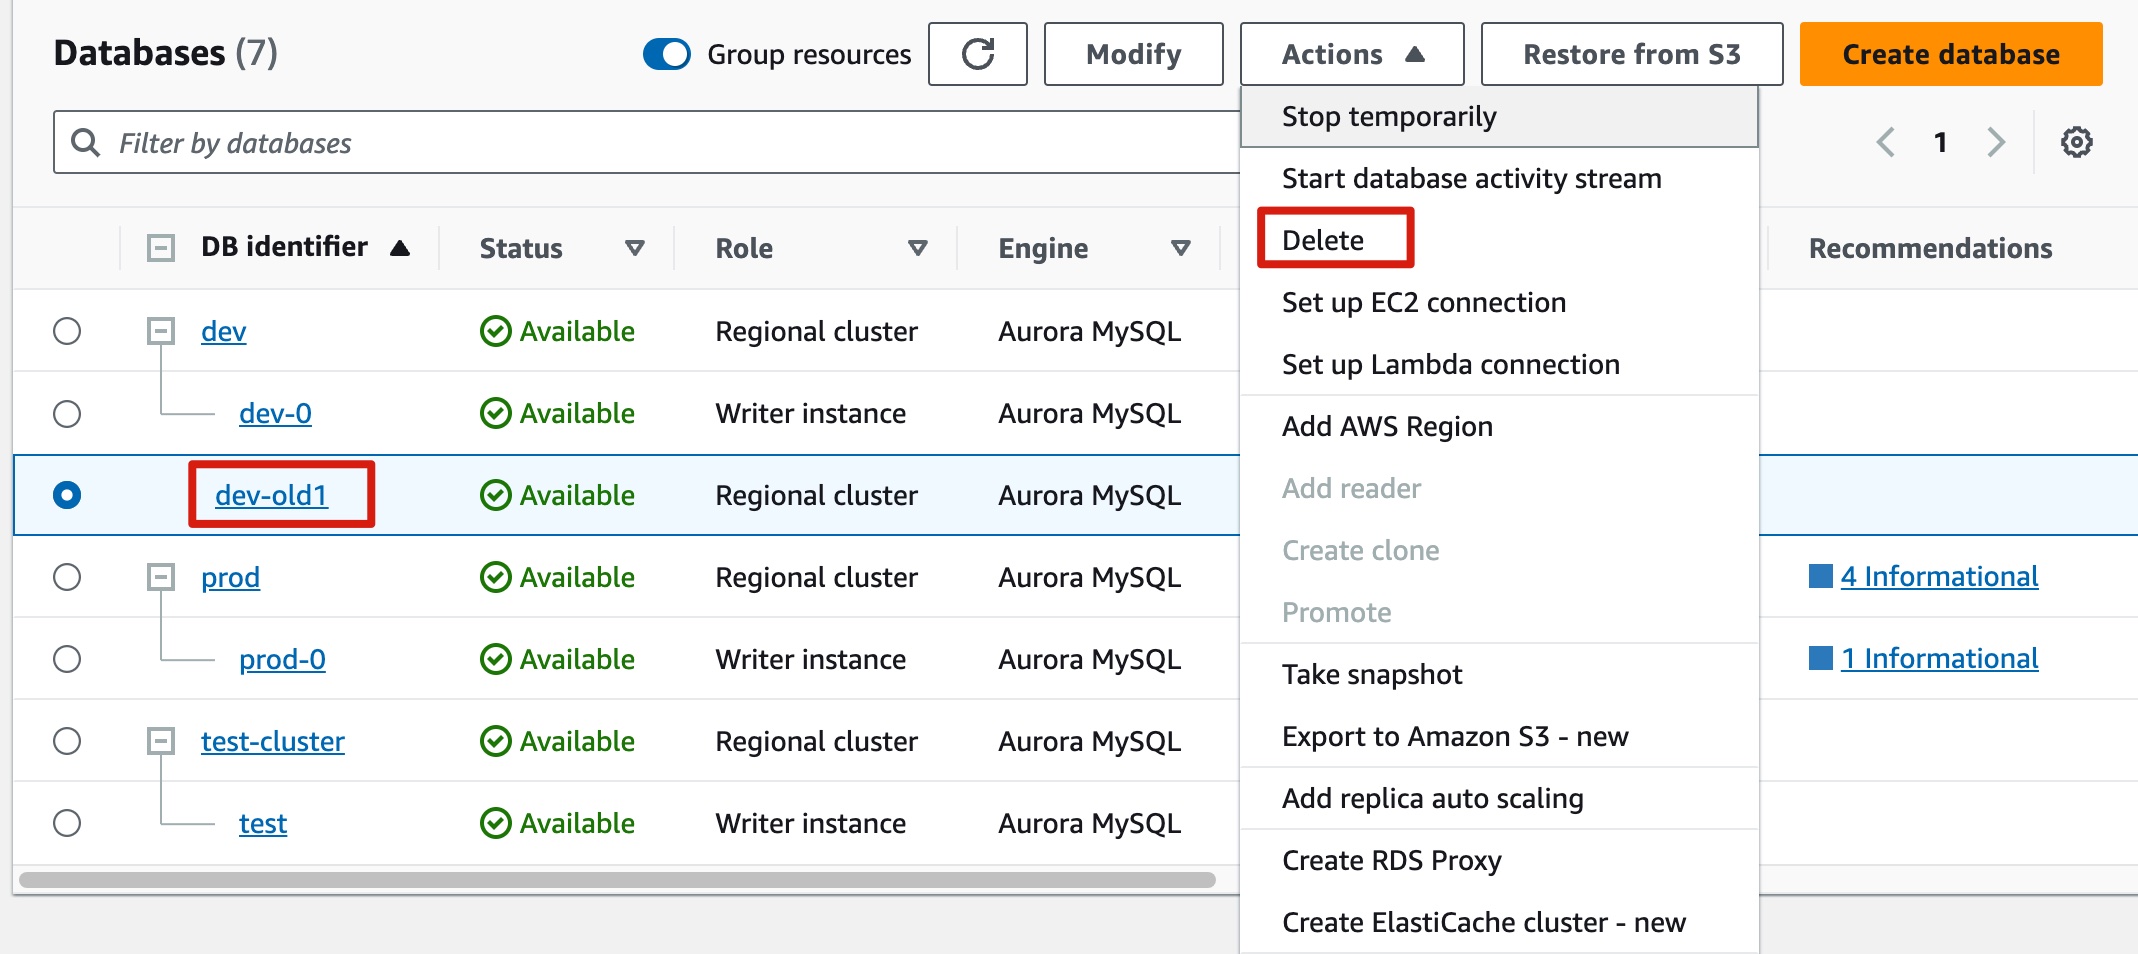 Databases (7)
Group resources
Modify
Actions
Restore from S3
Create database
Filter by databases
1
Stop temporarily
Start database activity stream
Delete
Set up EC2 connection
Set up Lambda connection
Add AWS Region
Add reader
Create clone
Promote
Take snapshot
Export to Amazon S3 - new
Add replica auto scaling
Create RDS Proxy
Create ElastiCache cluster - new
DB identifier Status Role Engine Recommendations
dev Available Regional cluster Aurora MySQL
dev-0 Available Writer instance Aurora MySQL
dev-old1 Available Regional cluster Aurora MySQL
prod Available Regional cluster Aurora MySQL 4 Informational
prod-0 Available Writer instance Aurora MySQL 1 Informational
test-cluster Available Regional cluster Aurora MySQL
test Available Writer instance Aurora MySQL